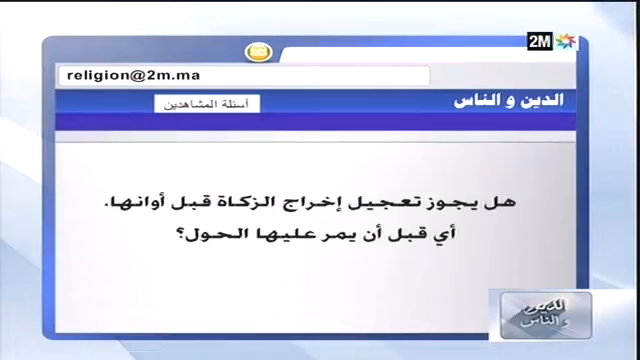 2M
religion@2m.ma
الدين و الناس
أسئلة المشاهدين
هل يجوز تعجيل إخراج الزكاة قبل أوانها.
أي قبل أن يمر عليها الحول؟
الدين
و الناس